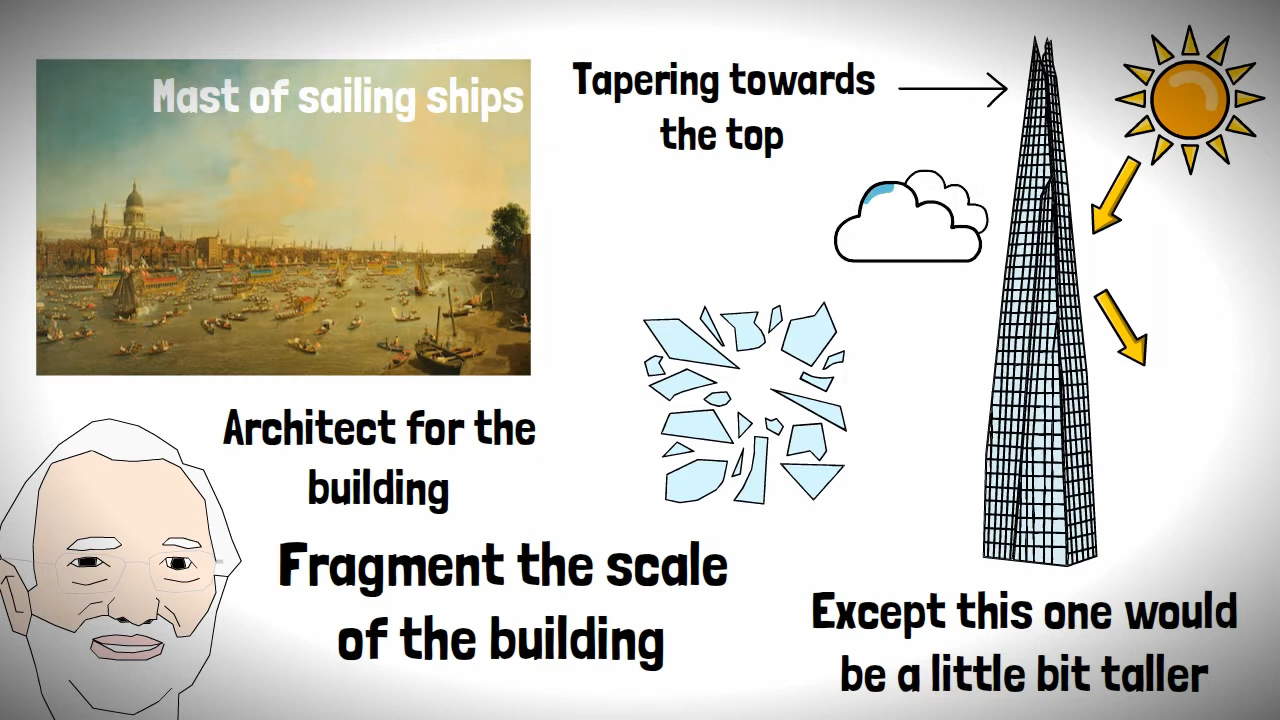 Mast of sailing ships
Tapering towards
the top
Architect for the
building
Fragment the scale
of the building
Except this one would
be a little bit taller